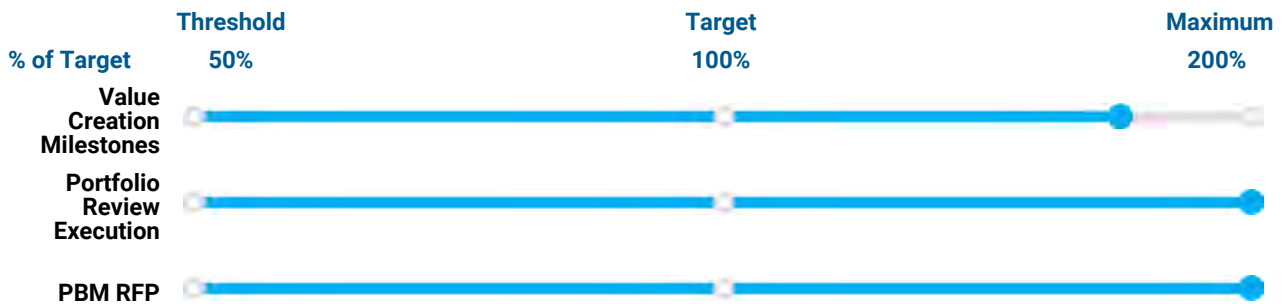 Threshold Target Maximum
% of Target 50% 100% 200%
Value
Creation
Milestones
Portfolio
Review
Execution
PBM RFP